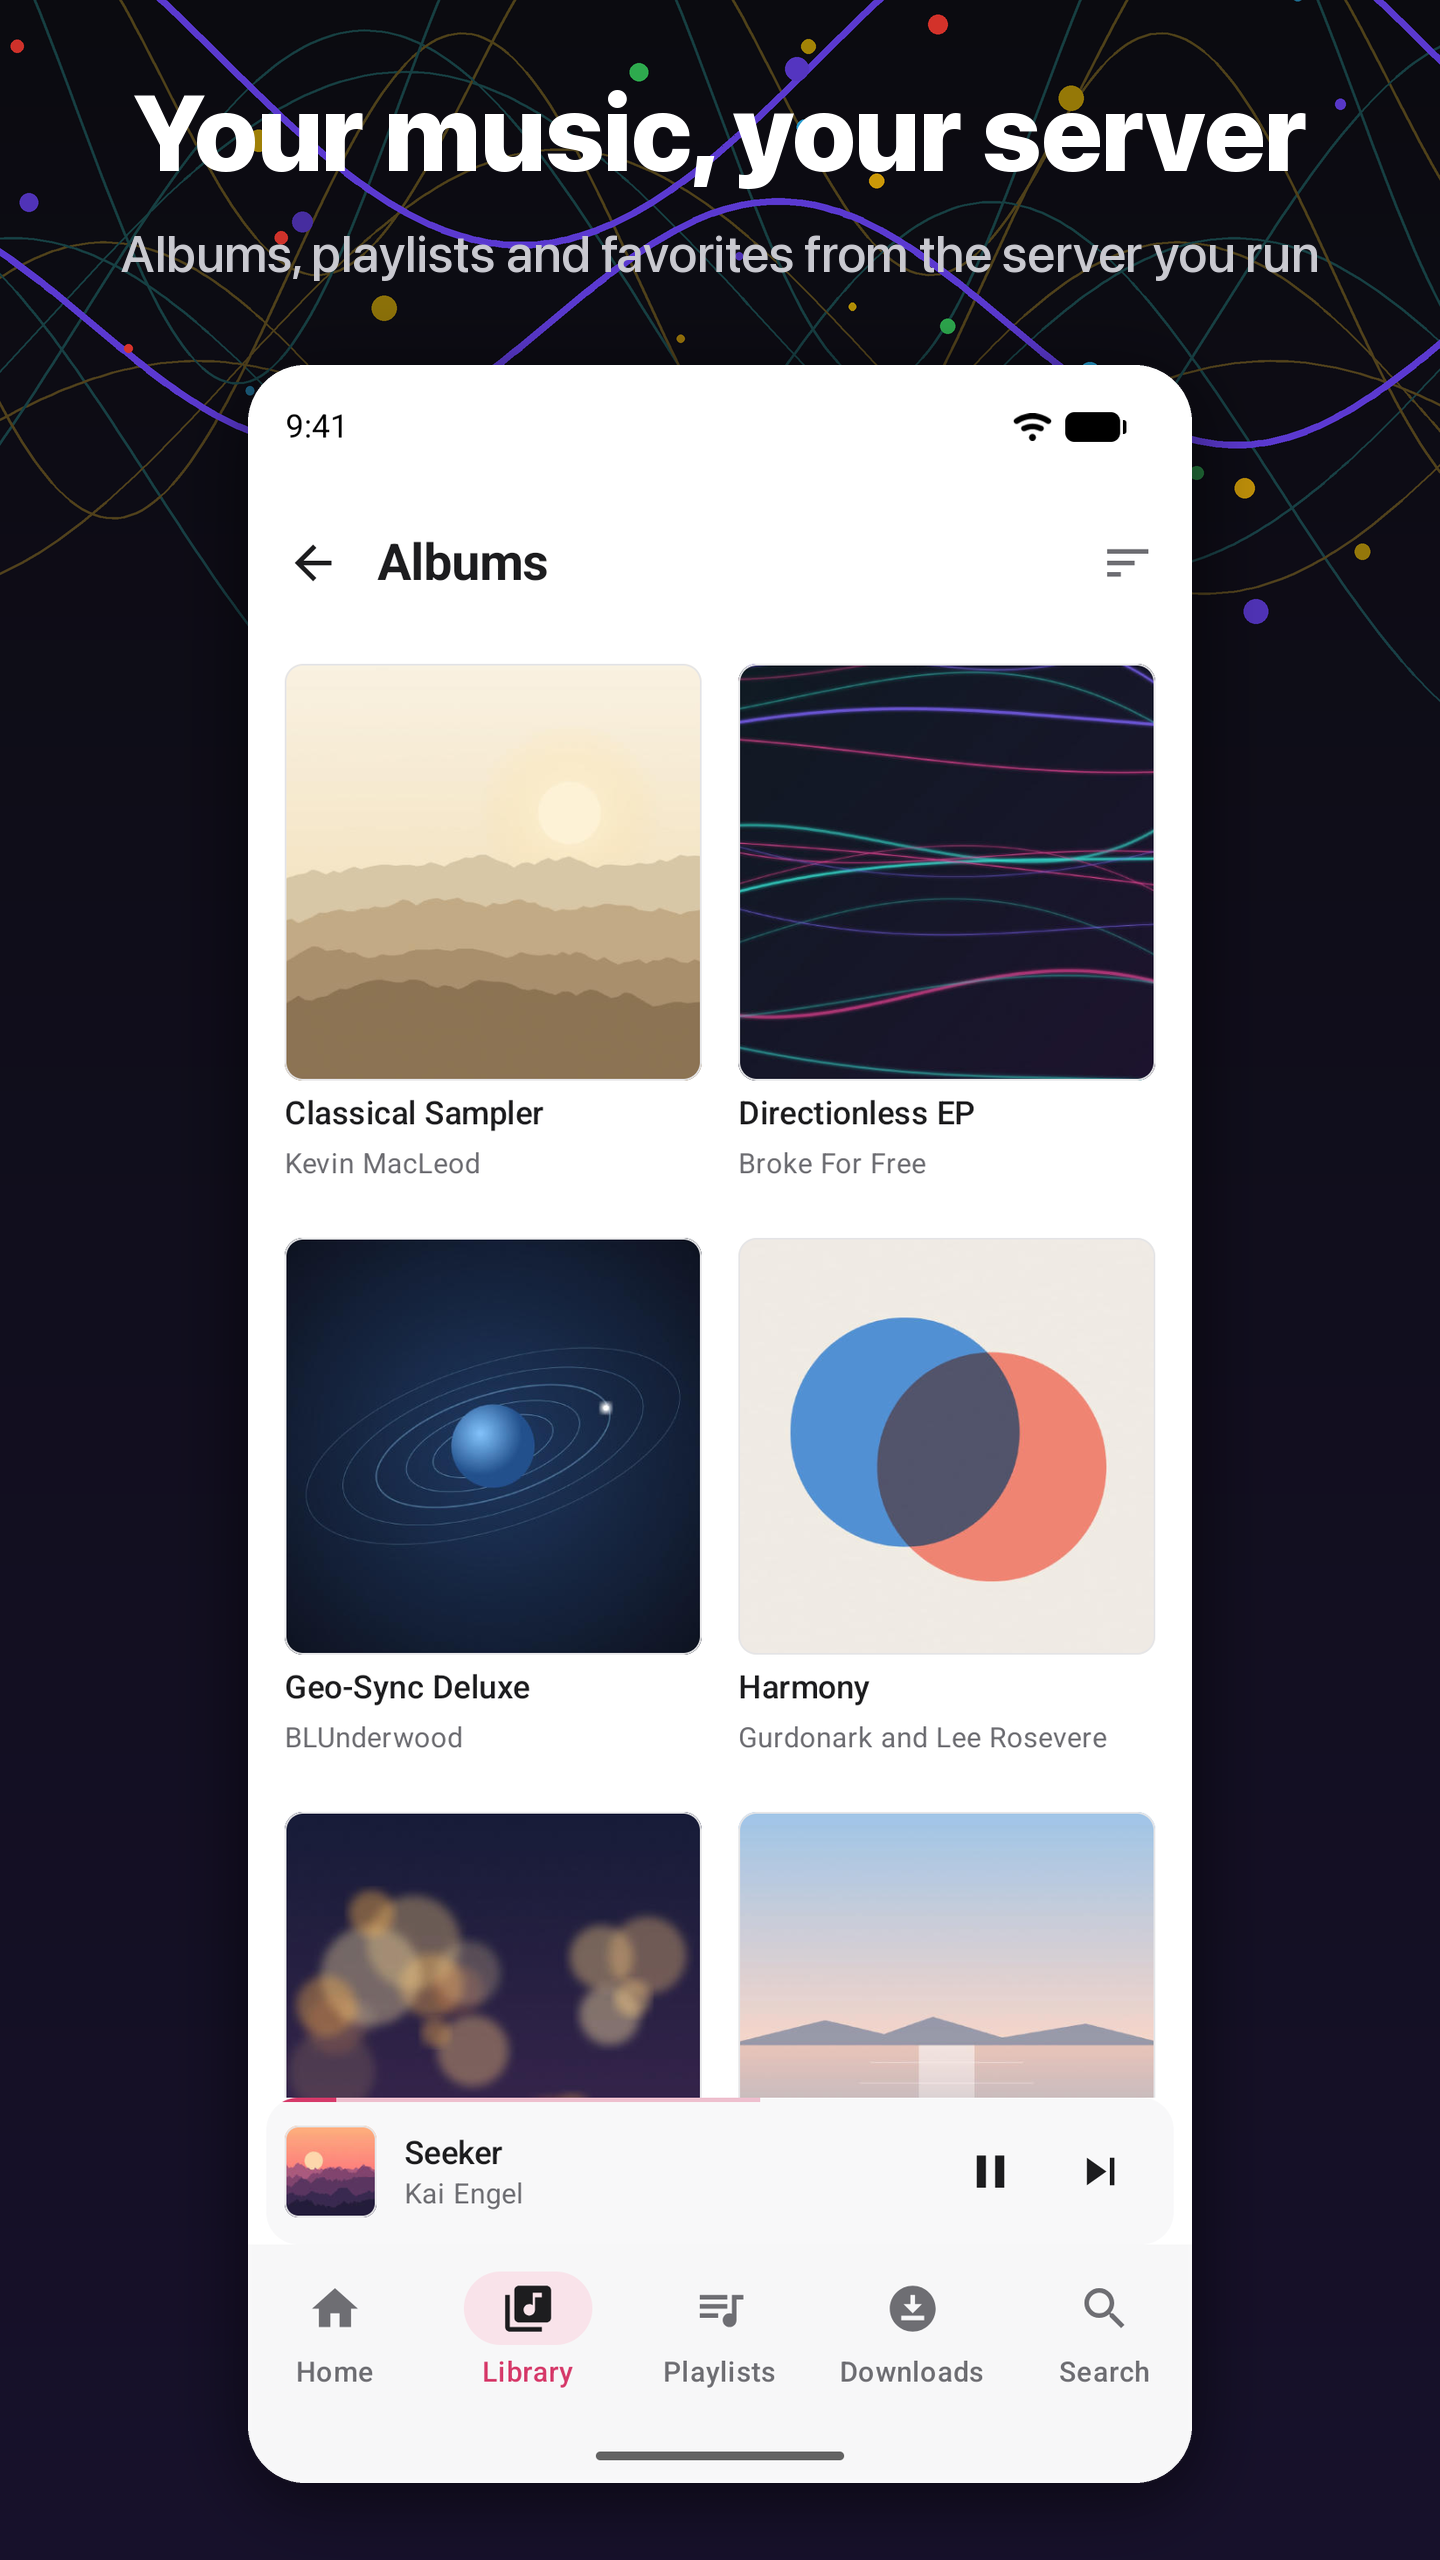 Your music, your server
Albums, playlists and favorites from the server you run
9:41
Albums
Classical Sampler
Kevin MacLeod
Directionless EP
Broke For Free
Geo-Sync Deluxe
BLUnderwood
Harmony
Gurdonark and Lee Rosevere
Seeker
Kai Engel
Home
Library
Playlists
Downloads
Search